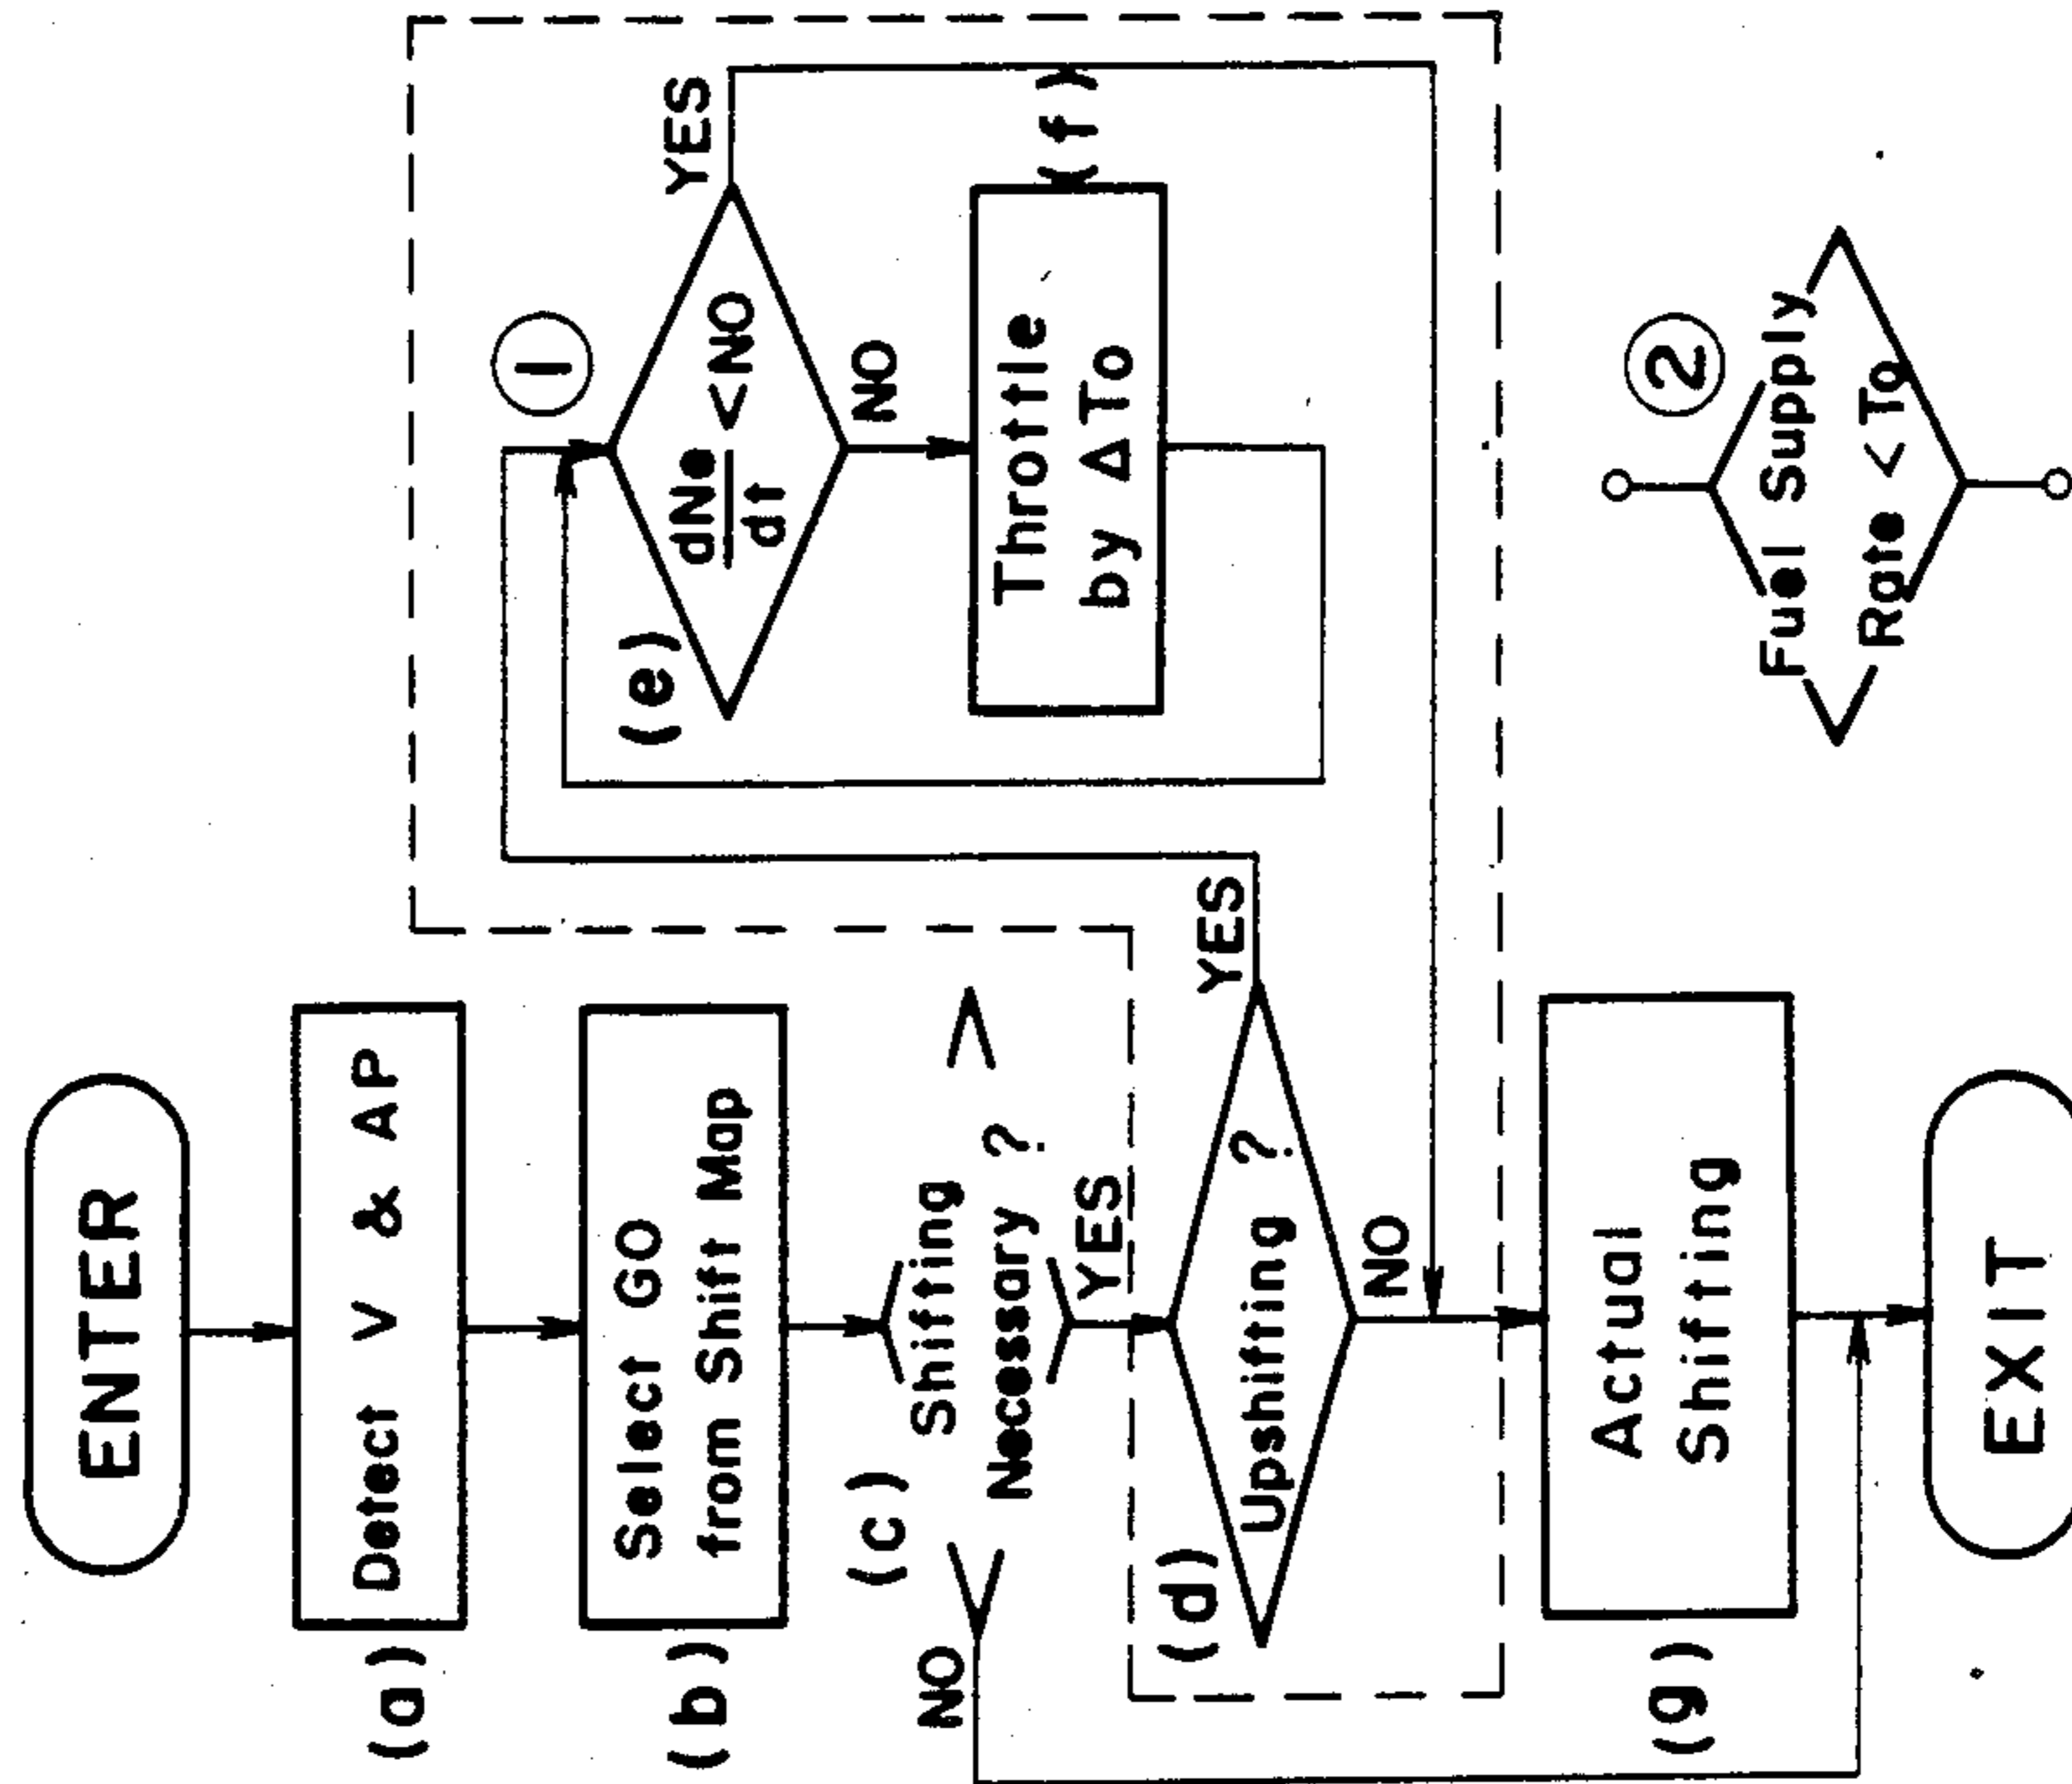 ENTER
(a)
Detect V & AP
(b)
Select GO
from Shift Map
(c)
Shifting
Necessary ?
NO
YES
(d)
Upshifting ?
YES
NO
(e)
1
dNe
dt
<NO
YES
NO
Throttle
by ΔTo
(f)
(g)
Actual
Shifting
EXIT
2
Fuel Supply
Rate < To